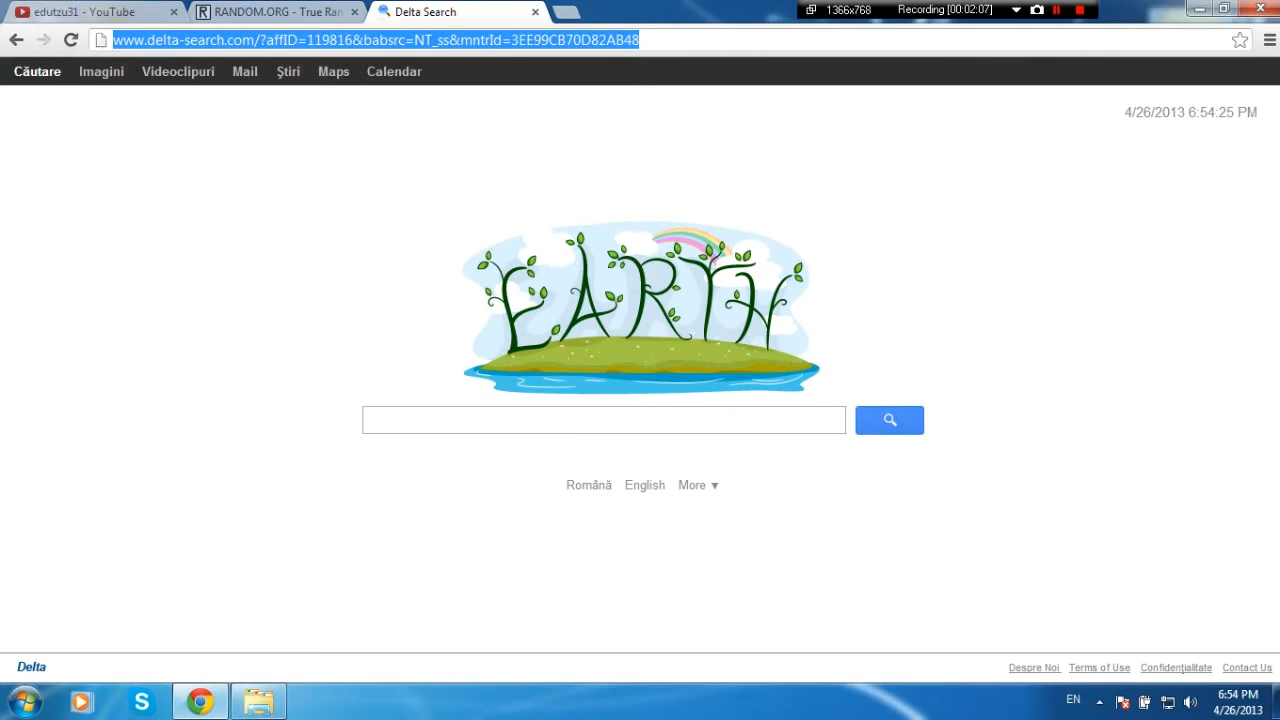 edutzu31 - YouTube
RANDOM.ORG - True Ran
Delta Search
1366x768
Recording [00:02:07]
www.delta-search.com/?affID=119816&babsrc=NT_ss&mntrId=3EE99CB70D82AB48
Căutare Imagini Videoclipuri Mail Ştiri Maps Calendar
4/26/2013 6:54:25 PM
EARTH
Română English More ▼
Delta
Despre Noi Terms of Use Confidenţialitate Contact Us
EN
6:54 PM
4/26/2013